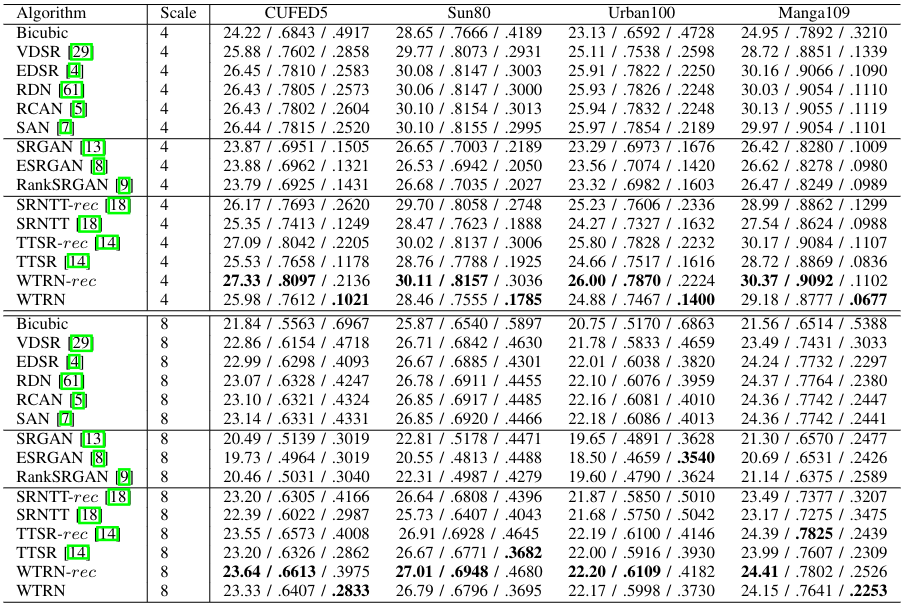 Algorithm Scale CUFED5 Sun80 Urban100 Manga109
Bicubic 4 24.22 / .6843 / .4917 28.65 / .7666 / .4189 23.13 / .6592 / .4728 24.95 / .7892 / .3210
VDSR [29] 4 25.88 / .7602 / .2858 29.77 / .8073 / .2931 25.11 / .7538 / .2598 28.72 / .8851 / .1339
EDSR [4] 4 26.45 / .7810 / .2583 30.08 / .8147 / .3003 25.91 / .7822 / .2250 30.16 / .9066 / .1090
RDN [61] 4 26.43 / .7805 / .2573 30.06 / .8147 / .3000 25.93 / .7826 / .2248 30.03 / .9054 / .1110
RCAN [5] 4 26.43 / .7802 / .2604 30.10 / .8154 / .3013 25.94 / .7832 / .2248 30.13 / .9055 / .1119
SAN [7] 4 26.44 / .7815 / .2520 30.10 / .8155 / .2995 25.97 / .7854 / .2189 29.97 / .9054 / .1101
SRGAN [13] 4 23.87 / .6951 / .1505 26.65 / .7003 / .2189 23.29 / .6973 / .1676 26.42 / .8280 / .1009
ESRGAN [8] 4 23.88 / .6962 / .1321 26.53 / .6942 / .2050 23.56 / .7074 / .1420 26.62 / .8278 / .0980
RankSRGAN [9] 4 23.79 / .6925 / .1431 26.68 / .7035 / .2027 23.32 / .6982 / .1603 26.47 / .8249 / .0989
SRNTT-rec [18] 4 26.17 / .7693 / .2620 29.70 / .8058 / .2748 25.23 / .7606 / .2336 28.99 / .8862 / .1299
SRNTT [18] 4 25.35 / .7413 / .1249 28.47 / .7623 / .1888 24.27 / .7327 / .1632 27.54 / .8624 / .0988
TTSR-rec [14] 4 27.09 / .8042 / .2205 30.02 / .8137 / .3006 25.80 / .7828 / .2232 30.17 / .9084 / .1107
TTSR [14] 4 25.53 / .7658 / .1178 28.76 / .7788 / .1925 24.66 / .7517 / .1616 28.72 / .8869 / .0836
WTRN-rec 4 27.33 / .8097 / .2136 30.11 / .8157 / .3036 26.00 / .7870 / .2224 30.37 / .9092 / .1102
WTRN 4 25.98 / .7612 / .1021 28.46 / .7555 / .1785 24.88 / .7467 / .1400 29.18 / .8777 / .0677
Bicubic 8 21.84 / .5563 / .6967 25.87 / .6540 / .5897 20.75 / .5170 / .6863 21.56 / .6514 / .5388
VDSR [29] 8 22.86 / .6154 / .4718 26.71 / .6842 / .4630 21.78 / .5833 / .4659 23.49 / .7431 / .3033
EDSR [4] 8 22.99 / .6298 / .4093 26.67 / .6885 / .4301 22.01 / .6038 / .3820 24.24 / .7732 / .2297
RDN [61] 8 23.07 / .6328 / .4247 26.78 / .6911 / .4455 22.10 / .6076 / .3959 24.37 / .7764 / .2380
RCAN [5] 8 23.10 / .6321 / .4324 26.85 / .6917 / .4485 22.16 / .6081 / .4010 24.36 / .7742 / .2447
SAN [7] 8 23.14 / .6331 / .4331 26.85 / .6920 / .4466 22.18 / .6086 / .4013 24.36 / .7742 / .2441
SRGAN [13] 8 20.49 / .5139 / .3019 22.81 / .5178 / .4471 19.65 / .4891 / .3628 21.30 / .6570 / .2477
ESRGAN [8] 8 19.73 / .4964 / .3019 20.55 / .4813 / .4488 18.50 / .4659 / .3540 20.69 / .6531 / .2426
RankSRGAN [9] 8 20.46 / .5031 / .3040 22.31 / .4987 / .4279 19.60 / .4790 / .3624 21.14 / .6375 / .2589
SRNTT-rec [18] 8 23.20 / .6305 / .4166 26.64 / .6808 / .4396 21.87 / .5850 / .5010 23.49 / .7377 / .3207
SRNTT [18] 8 22.39 / .6022 / .2987 25.73 / .6407 / .4043 21.68 / .5750 / .5042 23.17 / .7275 / .3475
TTSR-rec [14] 8 23.55 / .6573 / .4008 26.91 /.6928 / .4645 22.19 / .6100 / .4146 24.39 / .7825 / .2439
TTSR [14] 8 23.20 / .6326 / .2862 26.67 / .6771 / .3682 22.00 / .5916 / .3930 23.99 / .7607 / .2309
WTRN-rec 8 23.64 / .6613 / .3975 27.01 / .6948 / .4680 22.20 / .6109 / .4182 24.41 / .7802 / .2526
WTRN 8 23.33 / .6407 / .2833 26.79 / .6796 / .3695 22.17 / .5998 / .3730 24.15 / .7641 / .2253